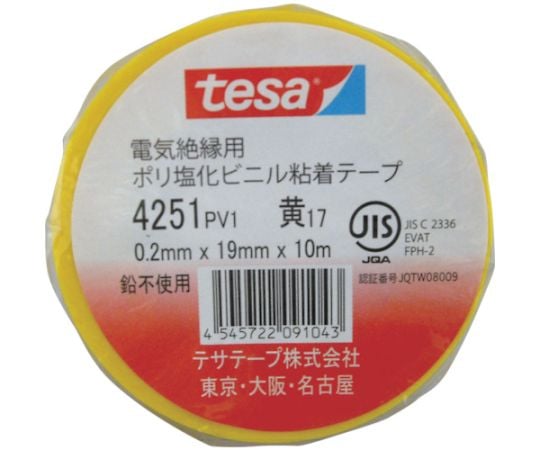 tesa
電気絶縁用
ポリ塩化ビニル粘着テープ
4251 PV1 黄17
0.2mm x 19mm x 10m
JIS
JQA
JIS C 2336
EVAT
FPH-2
鉛不使用
認証番号JQTW08009
4 545722 091043
テサテープ株式会社
東京・大阪・名古屋